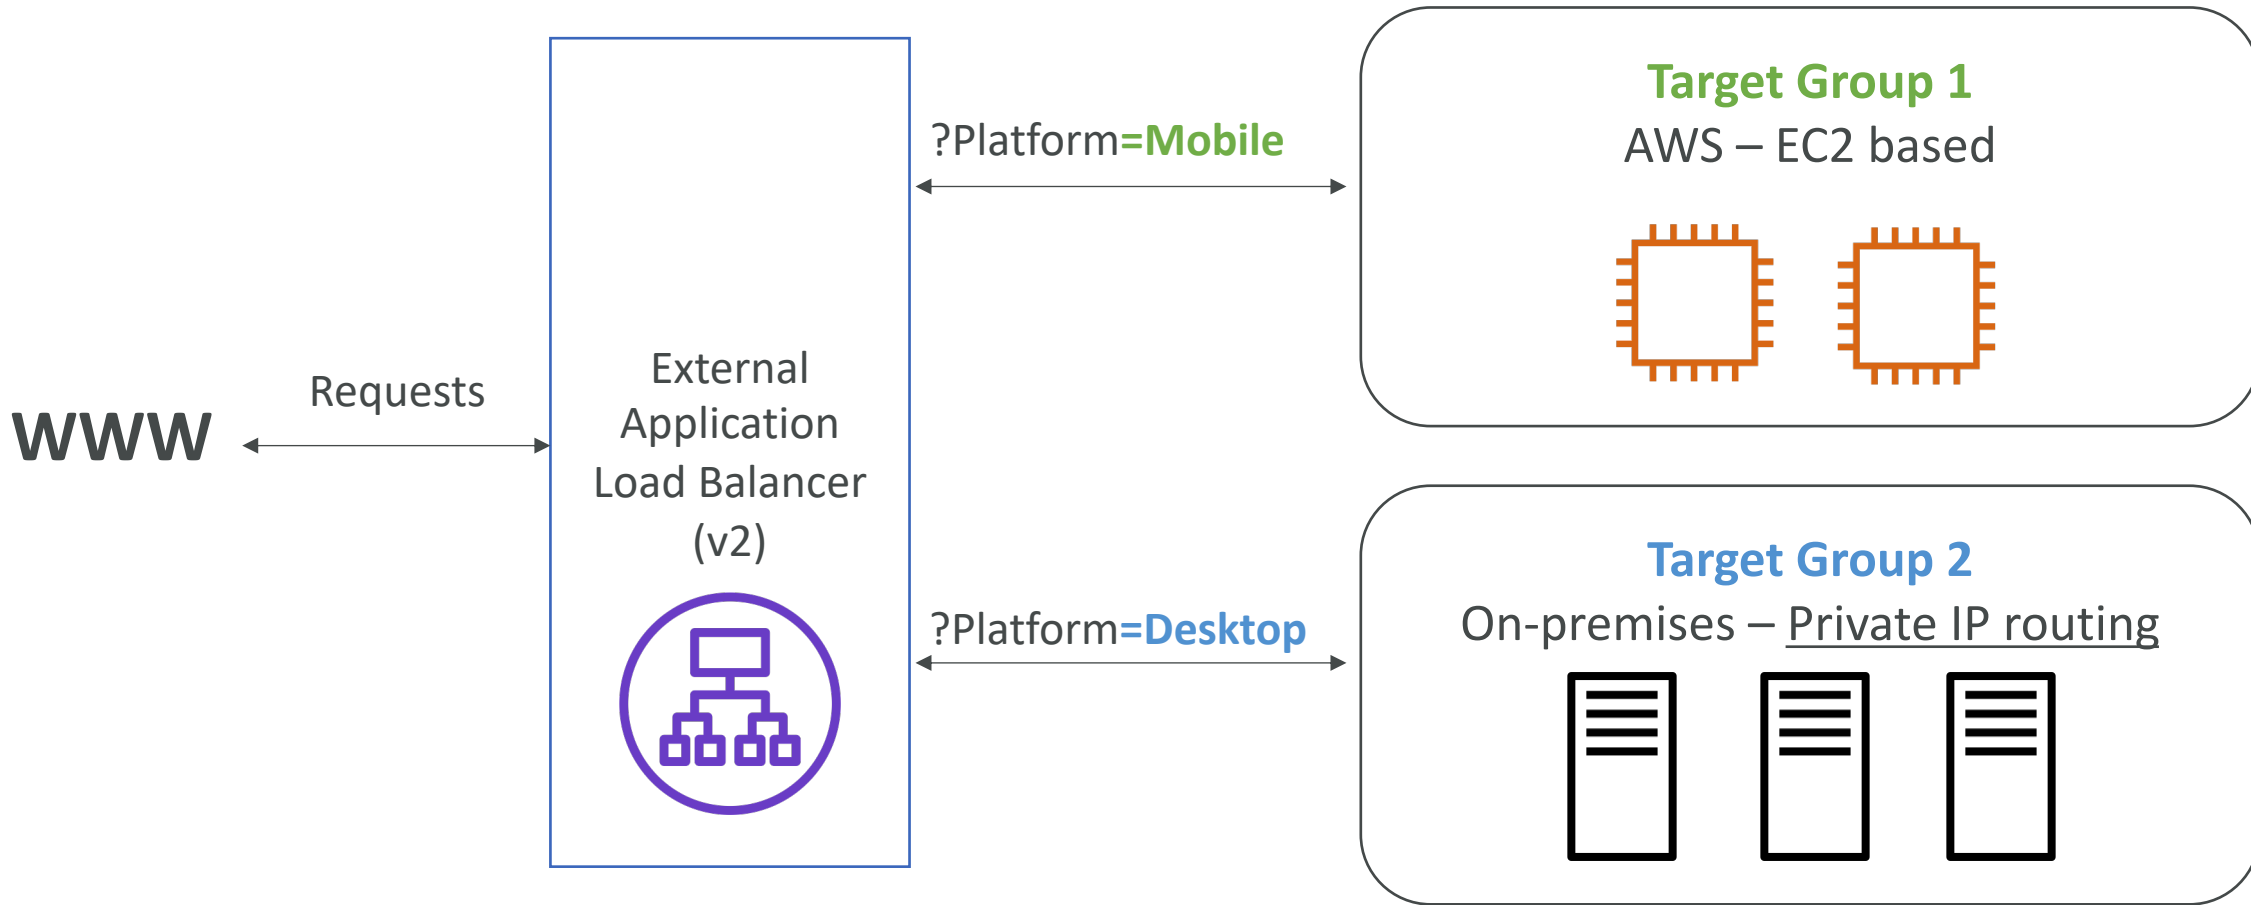 WWW
Requests
External
Application
Load Balancer
(v2)
?Platform=Mobile
Target Group 1
AWS – EC2 based
?Platform=Desktop
Target Group 2
On-premises – Private IP routing